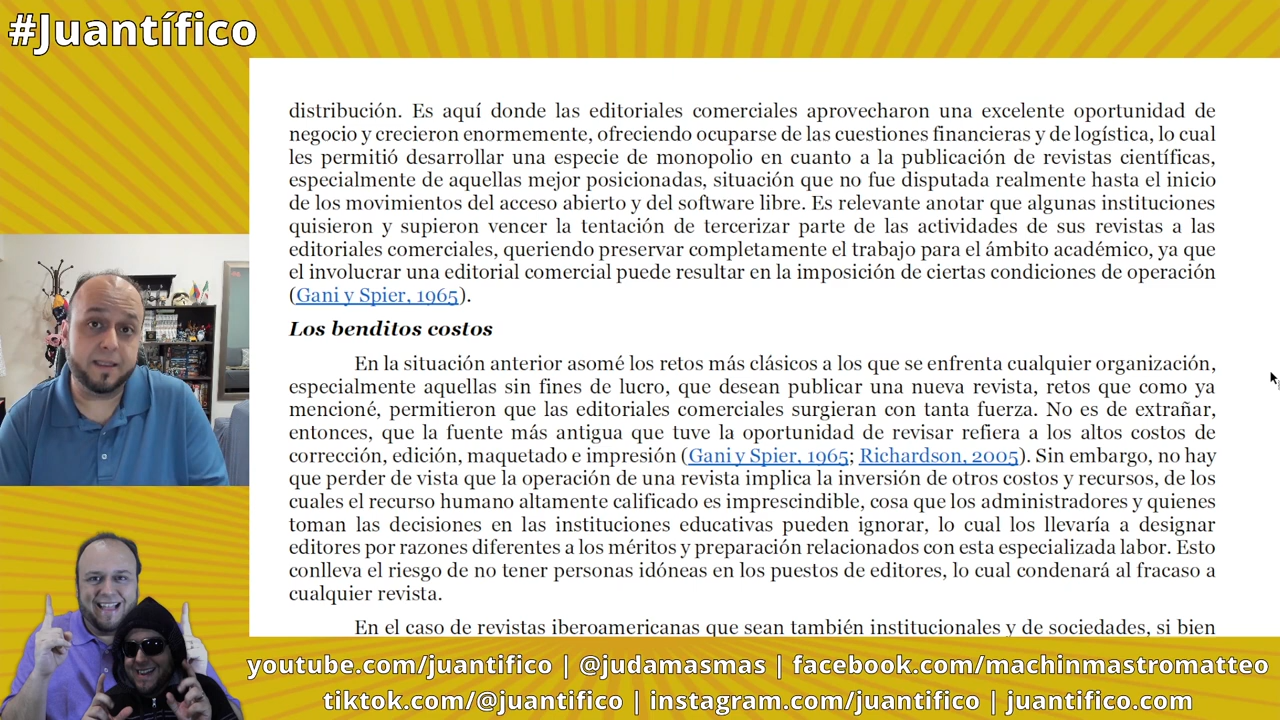 #Juantífico
distribución. Es aquí donde las editoriales comerciales aprovecharon una excelente oportunidad de
negocio y crecieron enormemente, ofreciendo ocuparse de las cuestiones financieras y de logística, lo cual
les permitió desarrollar una especie de monopolio en cuanto a la publicación de revistas científicas,
especialmente de aquellas mejor posicionadas, situación que no fue disputada realmente hasta el inicio
de los movimientos del acceso abierto y del software libre. Es relevante anotar que algunas instituciones
quisieron y supieron vencer la tentación de tercerizar parte de las actividades de sus revistas a las
editoriales comerciales, queriendo preservar completamente el trabajo para el ámbito académico, ya que
el involucrar una editorial comercial puede resultar en la imposición de ciertas condiciones de operación
(Gani y Spier, 1965).
Los benditos costos
En la situación anterior asomé los retos más clásicos a los que se enfrenta cualquier organización,
especialmente aquellas sin fines de lucro, que desean publicar una nueva revista, retos que como ya
mencioné, permitieron que las editoriales comerciales surgieran con tanta fuerza. No es de extrañar,
entonces, que la fuente más antigua que tuve la oportunidad de revisar refiera a los altos costos de
corrección, edición, maquetado e impresión (Gani y Spier, 1965; Richardson, 2005). Sin embargo, no hay
que perder de vista que la operación de una revista implica la inversión de otros costos y recursos, de los
cuales el recurso humano altamente calificado es imprescindible, cosa que los administradores y quienes
toman las decisiones en las instituciones educativas pueden ignorar, lo cual los llevaría a designar
editores por razones diferentes a los méritos y preparación relacionados con esta especializada labor. Esto
conlleva el riesgo de no tener personas idóneas en los puestos de editores, lo cual condenará al fracaso a
cualquier revista.
En el caso de revistas iberoamericanas que sean también institucionales y de sociedades, si bien
youtube.com/juantifico | @judamasmas | facebook.com/machinmastromatteo
tiktok.com/@juantifico | instagram.com/juantifico | juantifico.com